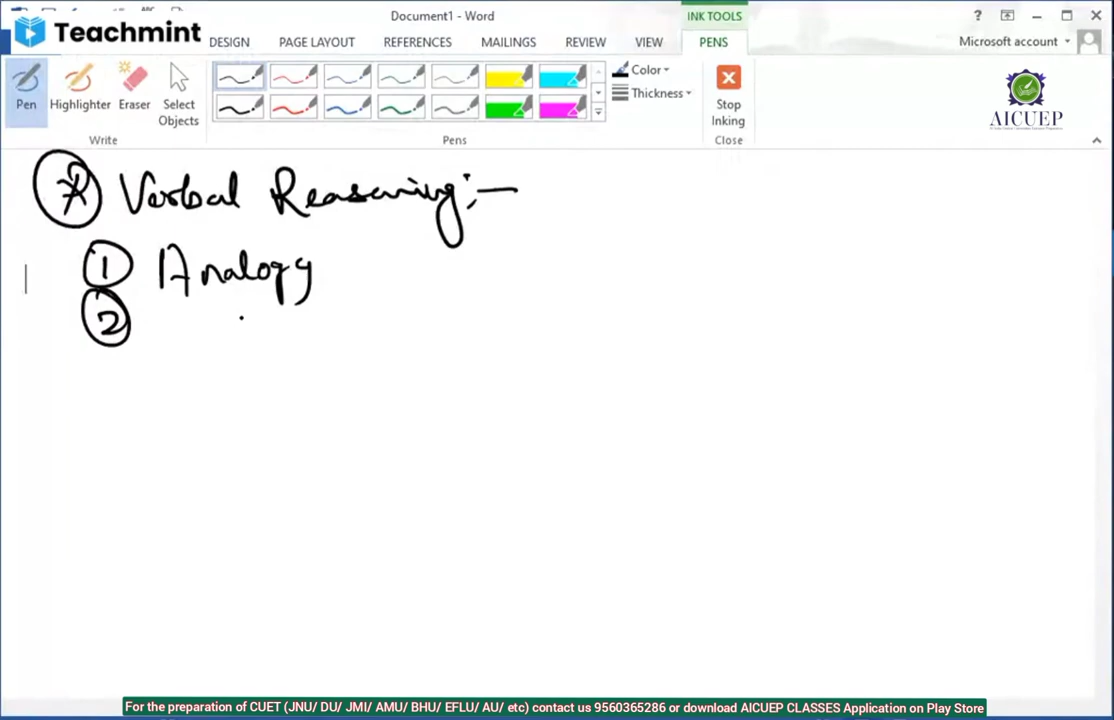 Document1 - Word
INK TOOLS
Teachmint
DESIGN PAGE LAYOUT REFERENCES MAILINGS REVIEW VIEW PENS
Microsoft account
Pen
Highlighter
Eraser
Select
Objects
Color
Thickness
Stop
Inking
Write
Pens
Close
AICUEP
Verbal Reasoning :-
1 Analogy
2
For the preparation of CUET (JNU/ DU/ JMI/ AMU/ BHU/ EFLU/ AU/ etc) contact us 9560365286 or download AICUEP CLASSES Application on Play Store